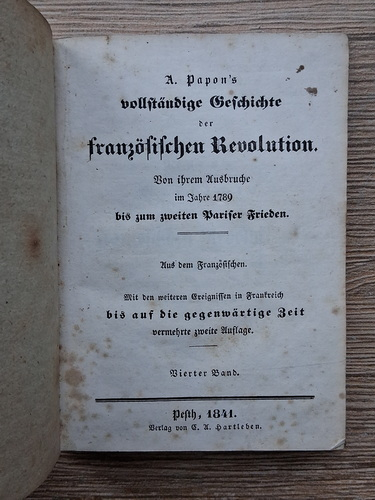 A. Papon's
vollständige Geschichte
der
französischen Revolution.
Von ihrem Ausbruche
im Jahre 1789
bis zum zweiten Pariser Frieden.
Aus dem Französischen.
Mit den weiteren Ereignissen in Frankreich
bis auf die gegenwärtige Zeit
vermehrte zweite Auflage.
Vierter Band.
Pesth, 1841.
Verlag von C. A. Hartleben.